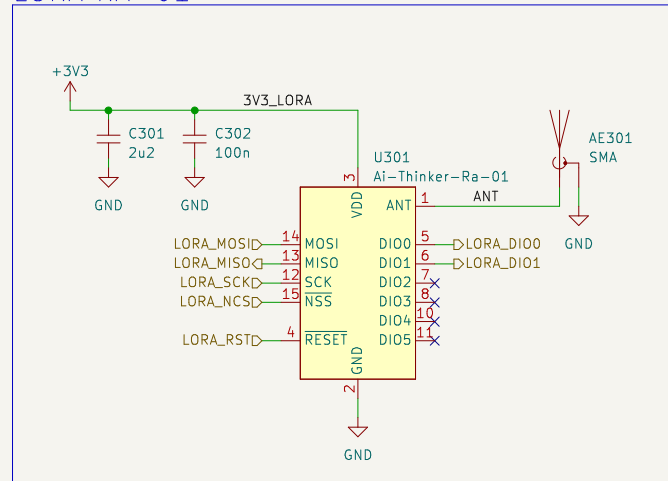 +3V3
3V3_LORA
C301
2u2
C302
100n
GND
GND
U301
Ai-Thinker-Ra-01
AE301
SMA
GND
3
VDD
ANT
1
ANT
LORA_MOSI
14
MOSI
DIO0
5
LORA_DIO0
LORA_MISO
13
MISO
DIO1
6
LORA_DIO1
LORA_SCK
12
SCK
DIO2
7
LORA_NCS
15
NSS
DIO3
8
DIO4
10
LORA_RST
4
RESET
DIO5
11
GND
2
GND